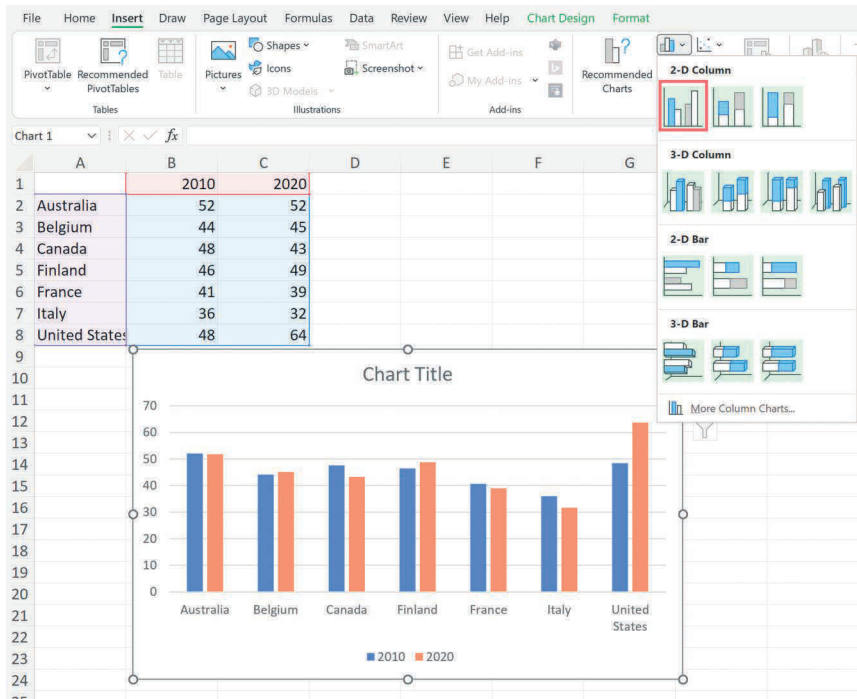 File Home Insert Draw Page Layout Formulas Data Review View Help Chart Design Format
PivotTable Recommended PivotTables Table
Tables
Pictures
Shapes
Icons
3D Models
SmartArt
Screenshot
Illustrations
Get Add-ins
My Add-ins
Add-ins
Recommended Charts
2-D Column
3-D Column
2-D Bar
3-D Bar
More Column Charts...
Chart 1 fx
A B C D E F G
1 2010 2020
2 Australia 52 52
3 Belgium 44 45
4 Canada 48 43
5 Finland 46 49
6 France 41 39
7 Italy 36 32
8 United States 48 64
9
10
11
12
13
14
15
16
17
18
19
20
21
22
23
24
Chart Title
70
60
50
40
30
20
10
0
Australia Belgium Canada Finland France Italy United States
2010 2020